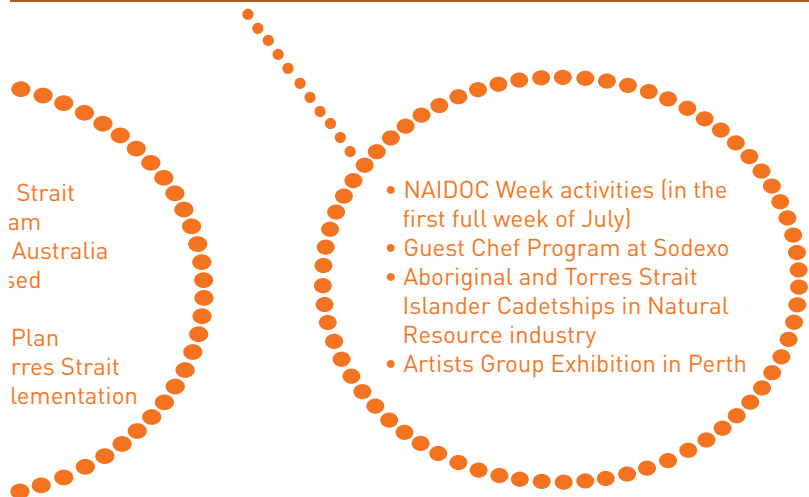 Strait
am
Australia
sed
Plan
rres Strait
lementation
• NAIDOC Week activities (in the
first full week of July)
• Guest Chef Program at Sodexo
• Aboriginal and Torres Strait
Islander Cadetships in Natural
Resource industry
• Artists Group Exhibition in Perth